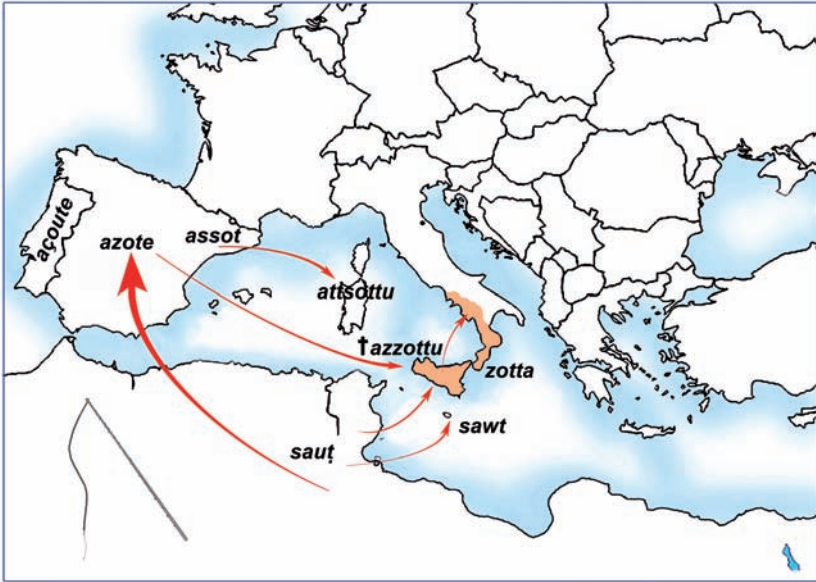 açoute
azote
assot
attsottu
†azzottu
zotta
sauṭ
sawt